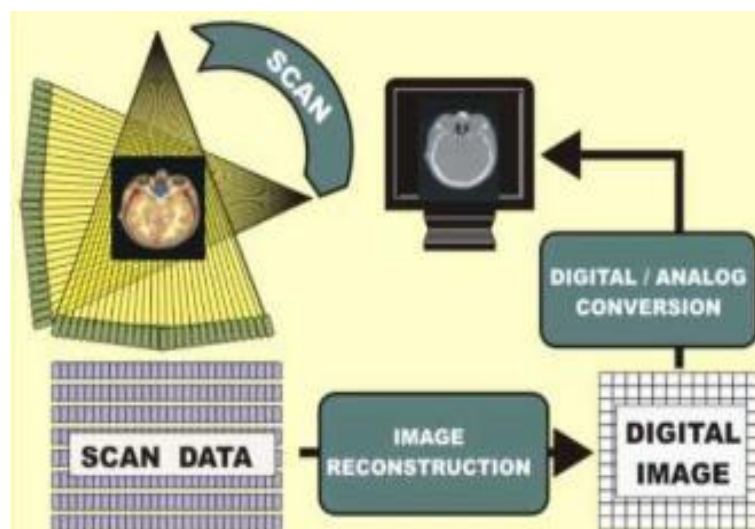 SCAN
DIGITAL / ANALOG
CONVERSION
SCAN DATA
IMAGE
RECONSTRUCTION
DIGITAL
IMAGE